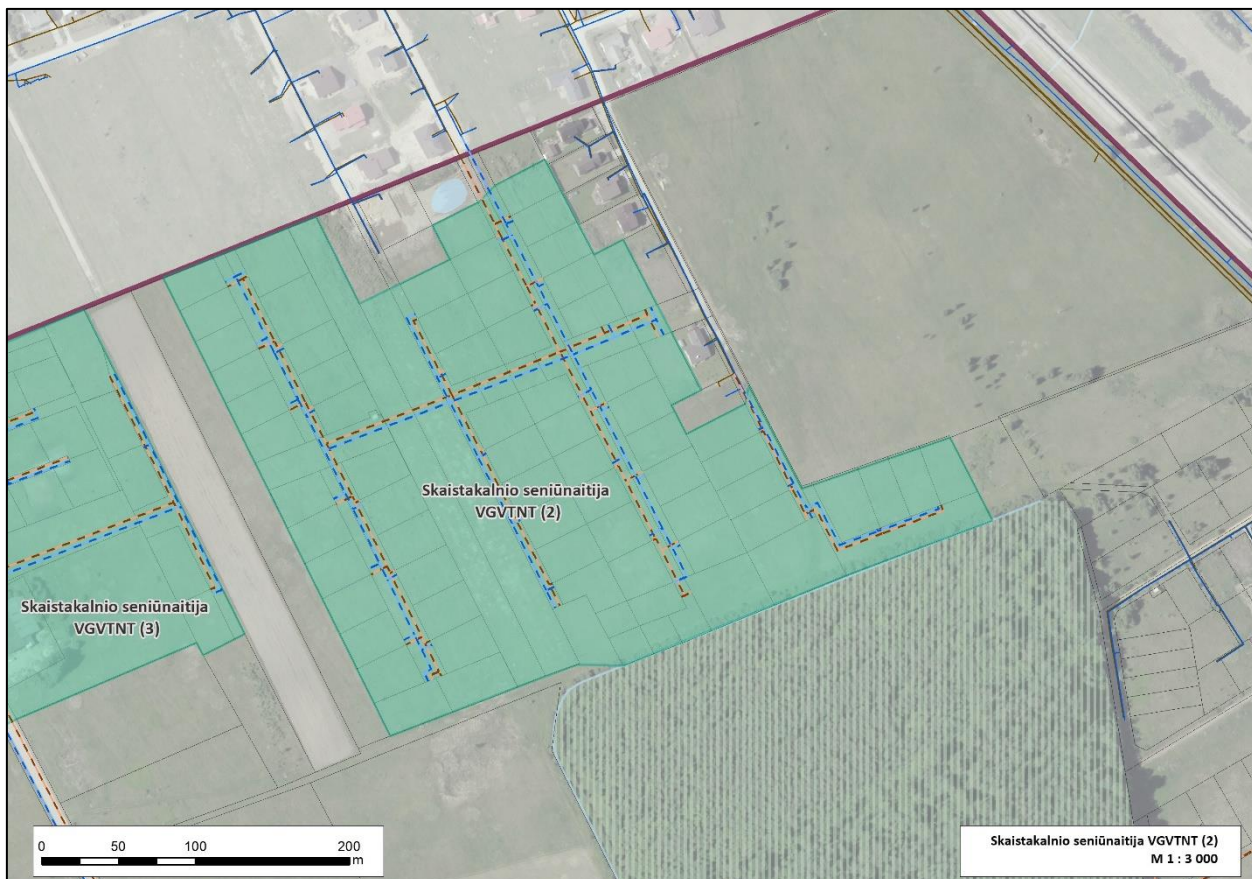 Skaistakalnio seniūnaitija
VGVTNT (2)
Skaistakalnio seniūnaitija
VGVTNT (3)
0 50 100 200
m
Skaistakalnio seniūnaitija VGVTNT (2)
M 1 : 3 000